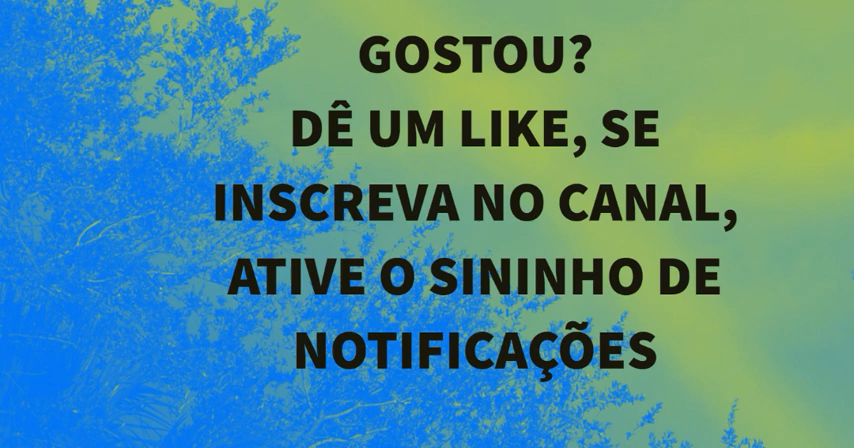 GOSTOU?
DÊ UM LIKE, SE
INSCREVA NO CANAL,
ATIVE O SININHO DE
NOTIFICAÇÕES